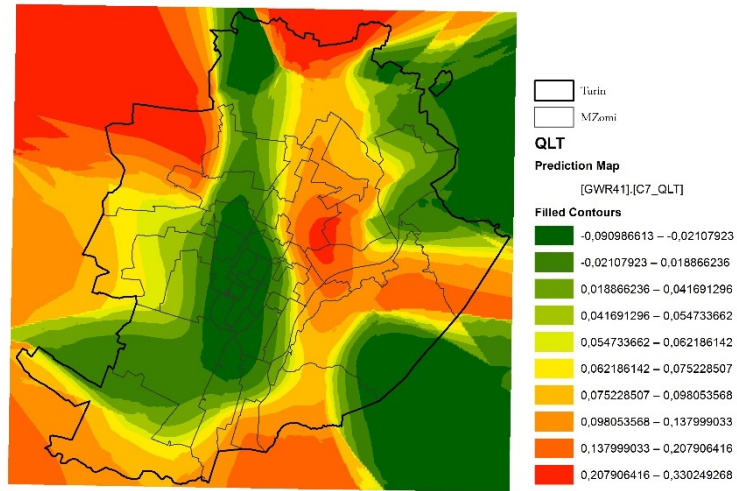 Turin
MZomi
QLT
Prediction Map
[GWR41].[C7_QLT]
Filled Contours
-0,090986613 – -0,02107923
-0,02107923 – 0,018866236
0,018866236 – 0,041691296
0,041691296 – 0,054733662
0,054733662 – 0,062186142
0,062186142 – 0,075228507
0,075228507 – 0,098053568
0,098053568 – 0,137999033
0,137999033 – 0,207906416
0,207906416 – 0,330249268